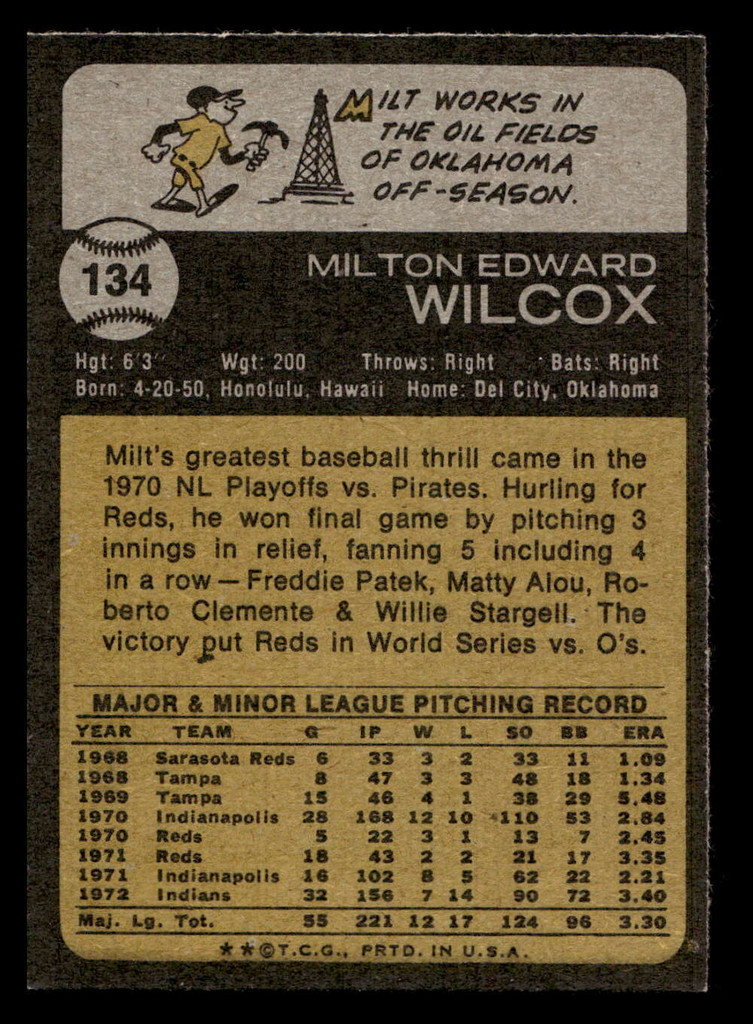 MILT WORKS IN
THE OIL FIELDS
OF OKLAHOMA
OFF-SEASON.
134
MILTON EDWARD
WILCOX
Hgt: 6'3" Wgt: 200 Throws: Right Bats: Right
Born: 4-20-50, Honolulu, Hawaii Home: Del City, Oklahoma
Milt's greatest baseball thrill came in the
1970 NL Playoffs vs. Pirates. Hurling for
Reds, he won final game by pitching 3
innings in relief, fanning 5 including 4
in a row—Freddie Patek, Matty Alou, Ro-
berto Clemente & Willie Stargell. The
victory put Reds in World Series vs. O's.
MAJOR & MINOR LEAGUE PITCHING RECORD
YEAR TEAM G IP W L SO BB ERA
1968 Sarasota Reds 6 33 3 2 33 11 1.09
1968 Tampa 8 47 3 3 48 18 1.34
1969 Tampa 15 46 4 1 38 29 5.48
1970 Indianapolis 28 168 12 10 110 53 2.84
1970 Reds 5 22 3 1 13 7 2.45
1971 Reds 18 43 2 2 21 17 3.35
1971 Indianapolis 16 102 8 5 62 22 2.21
1972 Indians 32 156 7 14 90 72 3.40
Maj. Lg. Tot. 55 221 12 17 124 96 3.30
**©T.C.G., PRTD. IN U.S.A.